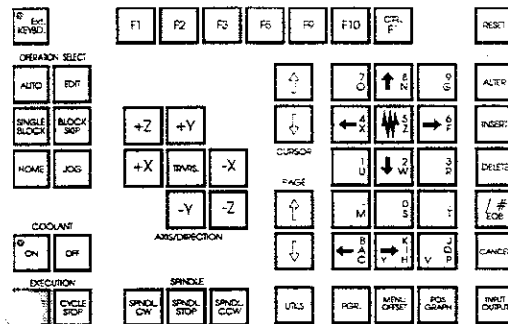 Ext. KEYBD.
F1 F2 F3 F9 F10 CTRL. RESET
OPERATION SELECT
AUTO EDIT
7 O 8 N 9 G ALTER
SINGLE BLOCK BLOCK SKIP
+Z +Y
4 X 5 Z 6 F INSERT
CURSOR
HOME JOG
+X TRVRS. -X
1 U 2 W 3 R DELETE
PAGE
-Y -Z
M 0 S / # EOB
COOLANT
AXIS/DIRECTION
ON OFF
B A C Y K I H V J Q P CANCEL
EXECUTION
SPINDLE
CYCLE STOP
SPNDL. CW SPNDL. STOP SPNDL. CCW
UTILS PGR. MENU OFFSET POS. GRAPH INPUT OUTPUT